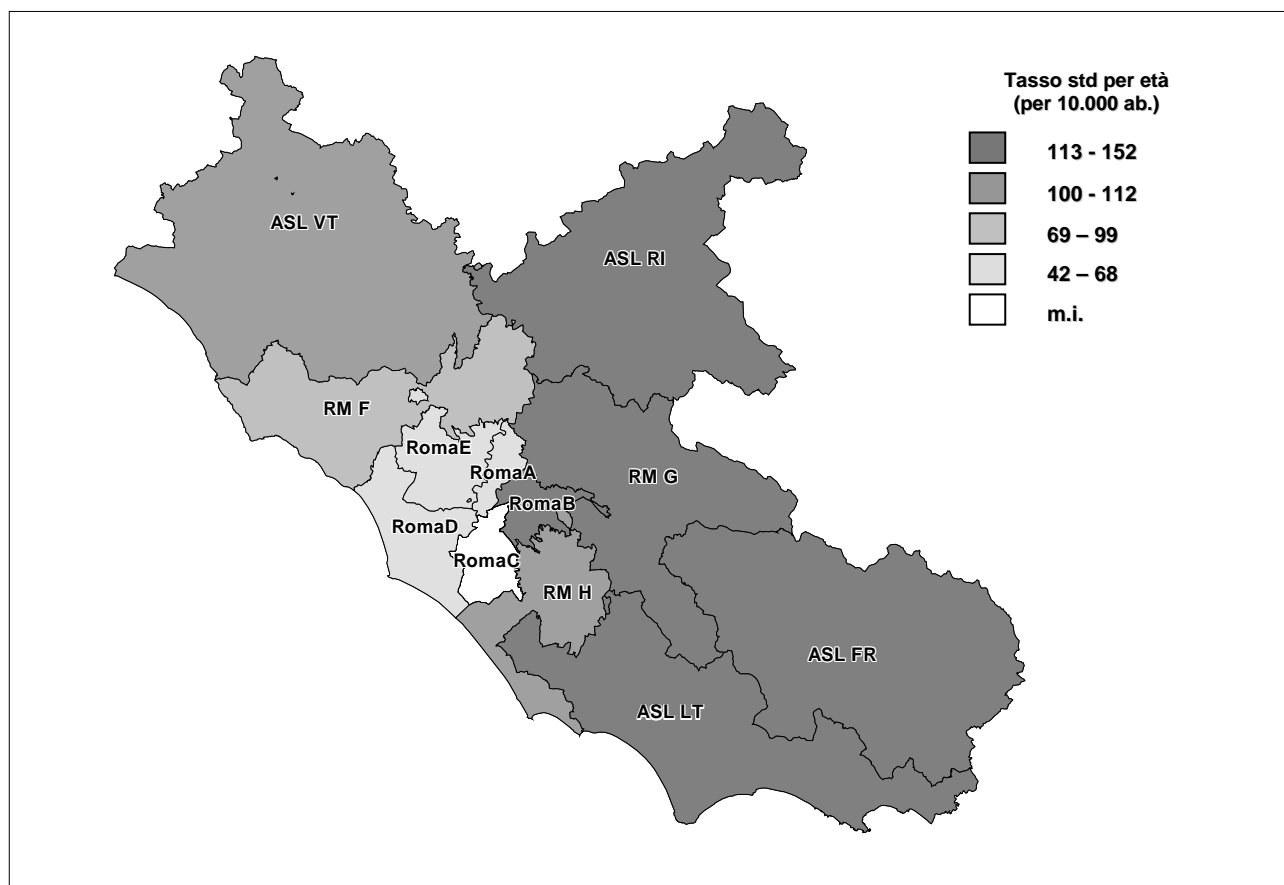 Tasso std per età
(per 10.000 ab.)
113 - 152
100 - 112
69 – 99
42 – 68
m.i.
ASL VT
ASL RI
RM F
RomaE
RomaA
RM G
RomaB
RomaD
RomaC
RM H
ASL FR
ASL LT